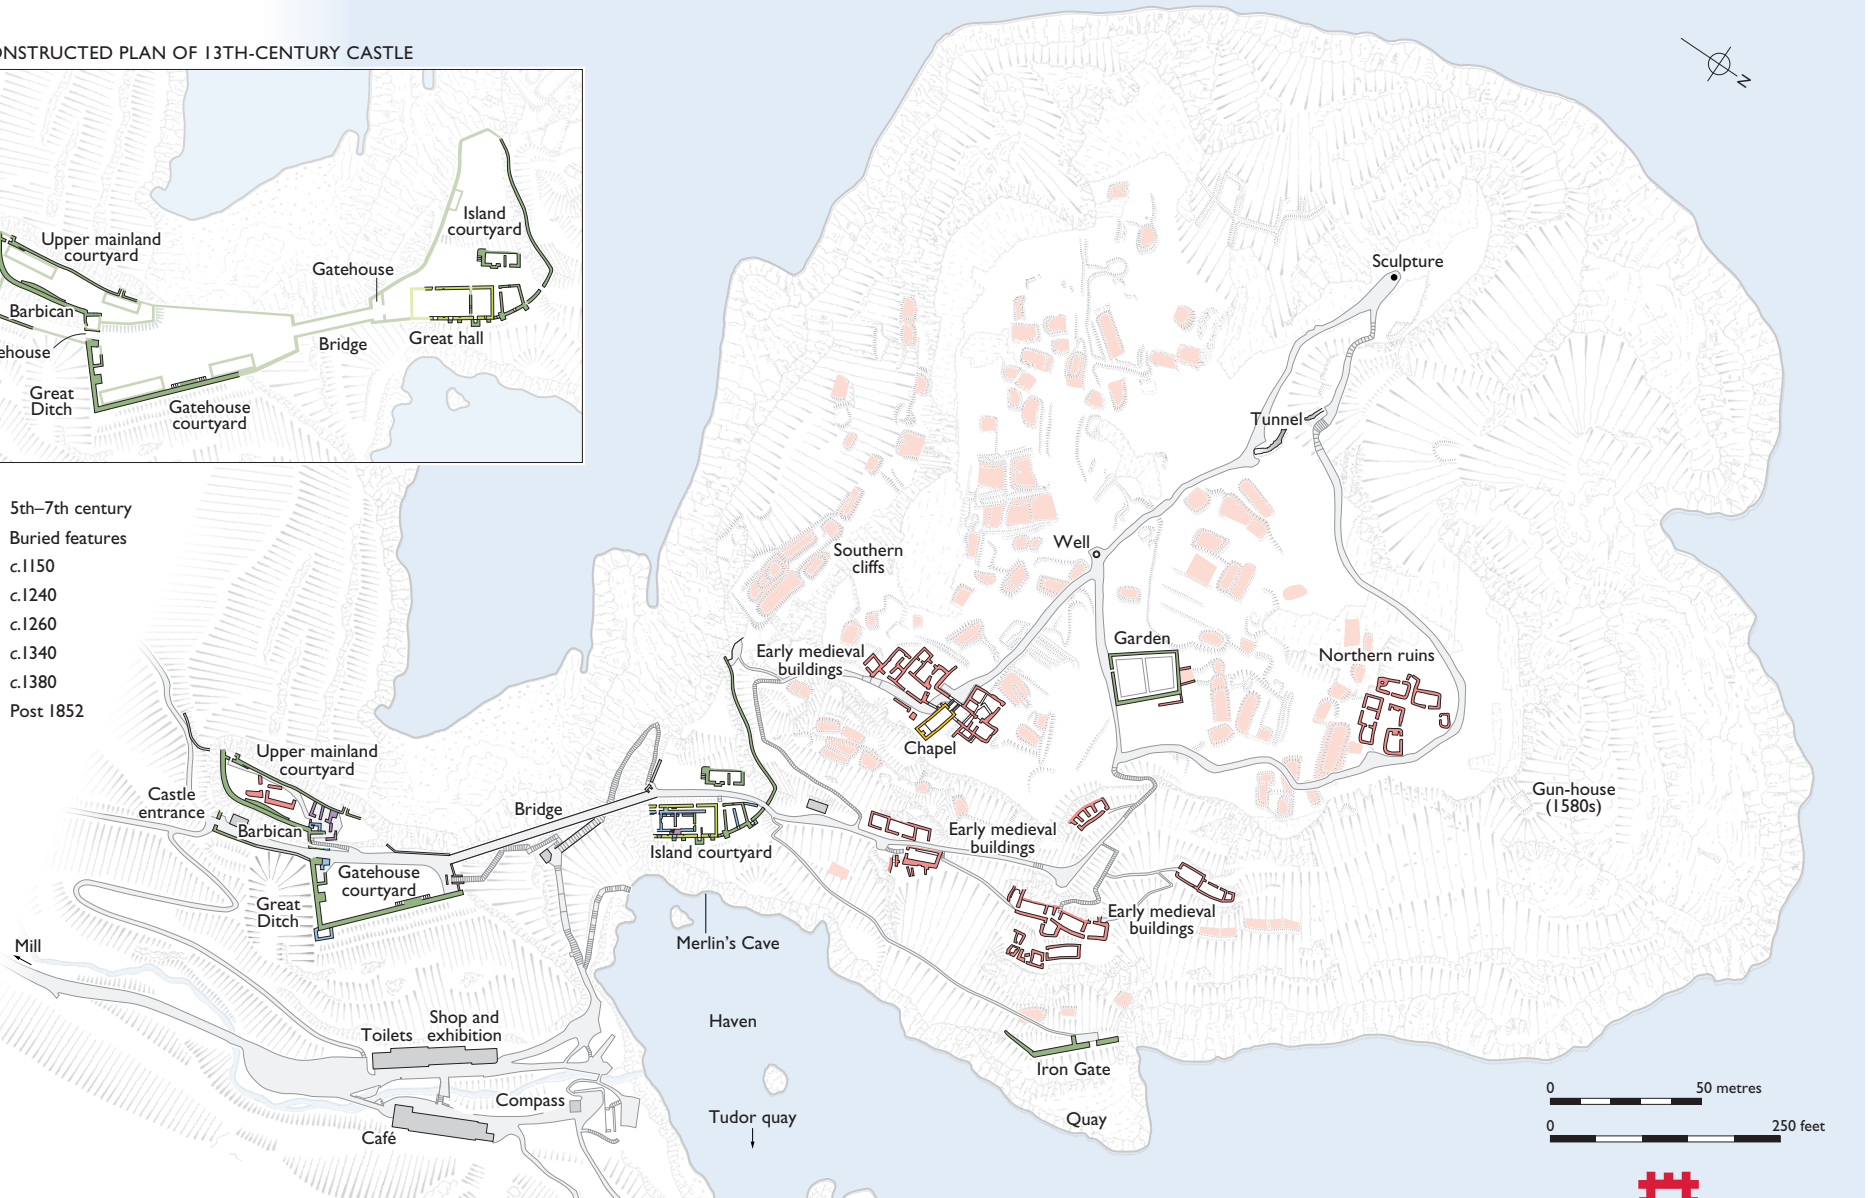 ONSTRUCTED PLAN OF 13TH-CENTURY CASTLE
Upper mainland
courtyard
Barbican
ehouse
Great
Ditch
Gatehouse
courtyard
Gatehouse
Bridge
Island
courtyard
Great hall
5th–7th century
Buried features
c.1150
c.1240
c.1260
c.1340
c.1380
Post 1852
N
Sculpture
Tunnel
Well
Southern
cliffs
Garden
Northern ruins
Early medieval
buildings
Chapel
Gun-house
(1580s)
Upper mainland
courtyard
Castle
entrance
Barbican
Bridge
Island courtyard
Early medieval
buildings
Gatehouse
courtyard
Great
Ditch
Early medieval
buildings
Merlin's Cave
Mill
Haven
Shop and
exhibition
Toilets
Iron Gate
Compass
Café
Tudor quay
Quay
0
50 metres
0
250 feet